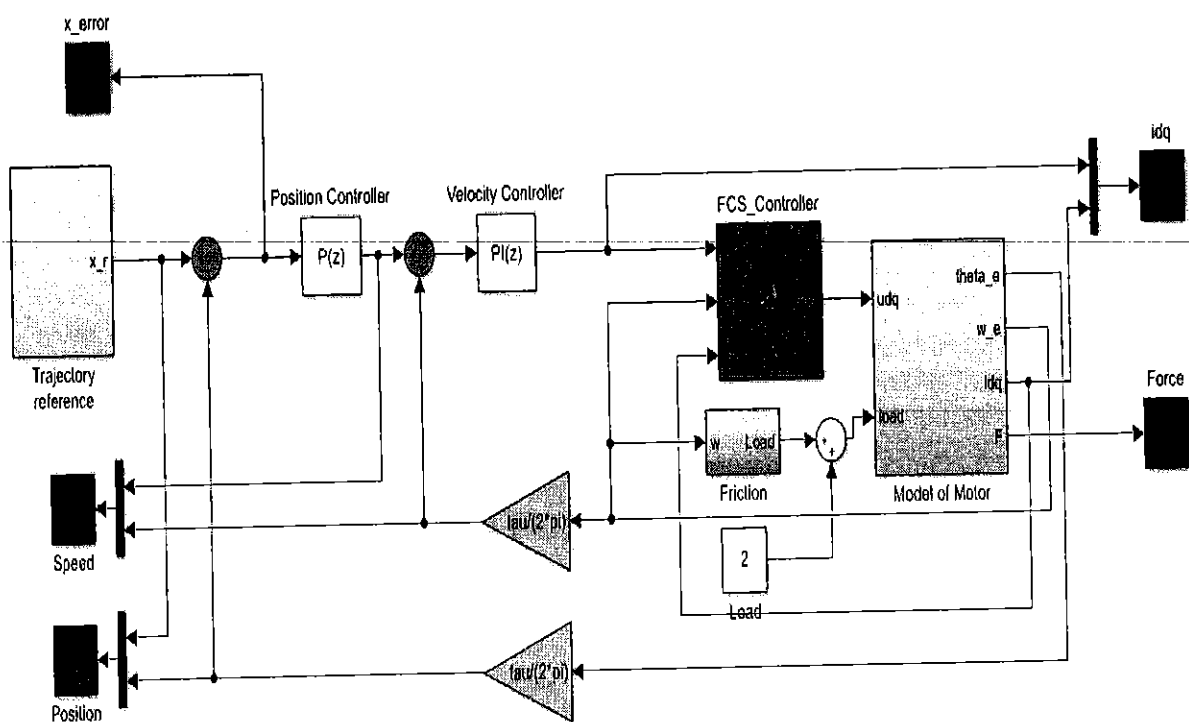 x_error
idq
Position Controller
Velocity Controller
FCS_Controller
x_r
P(z)
PI(z)
udq
theta_e
w_e
Idq
load
F
Trajectory
reference
Force
w
Load
Friction
Model of Motor
tau/(2*pi)
Speed
2
Load
tau/(2*pi)
Position